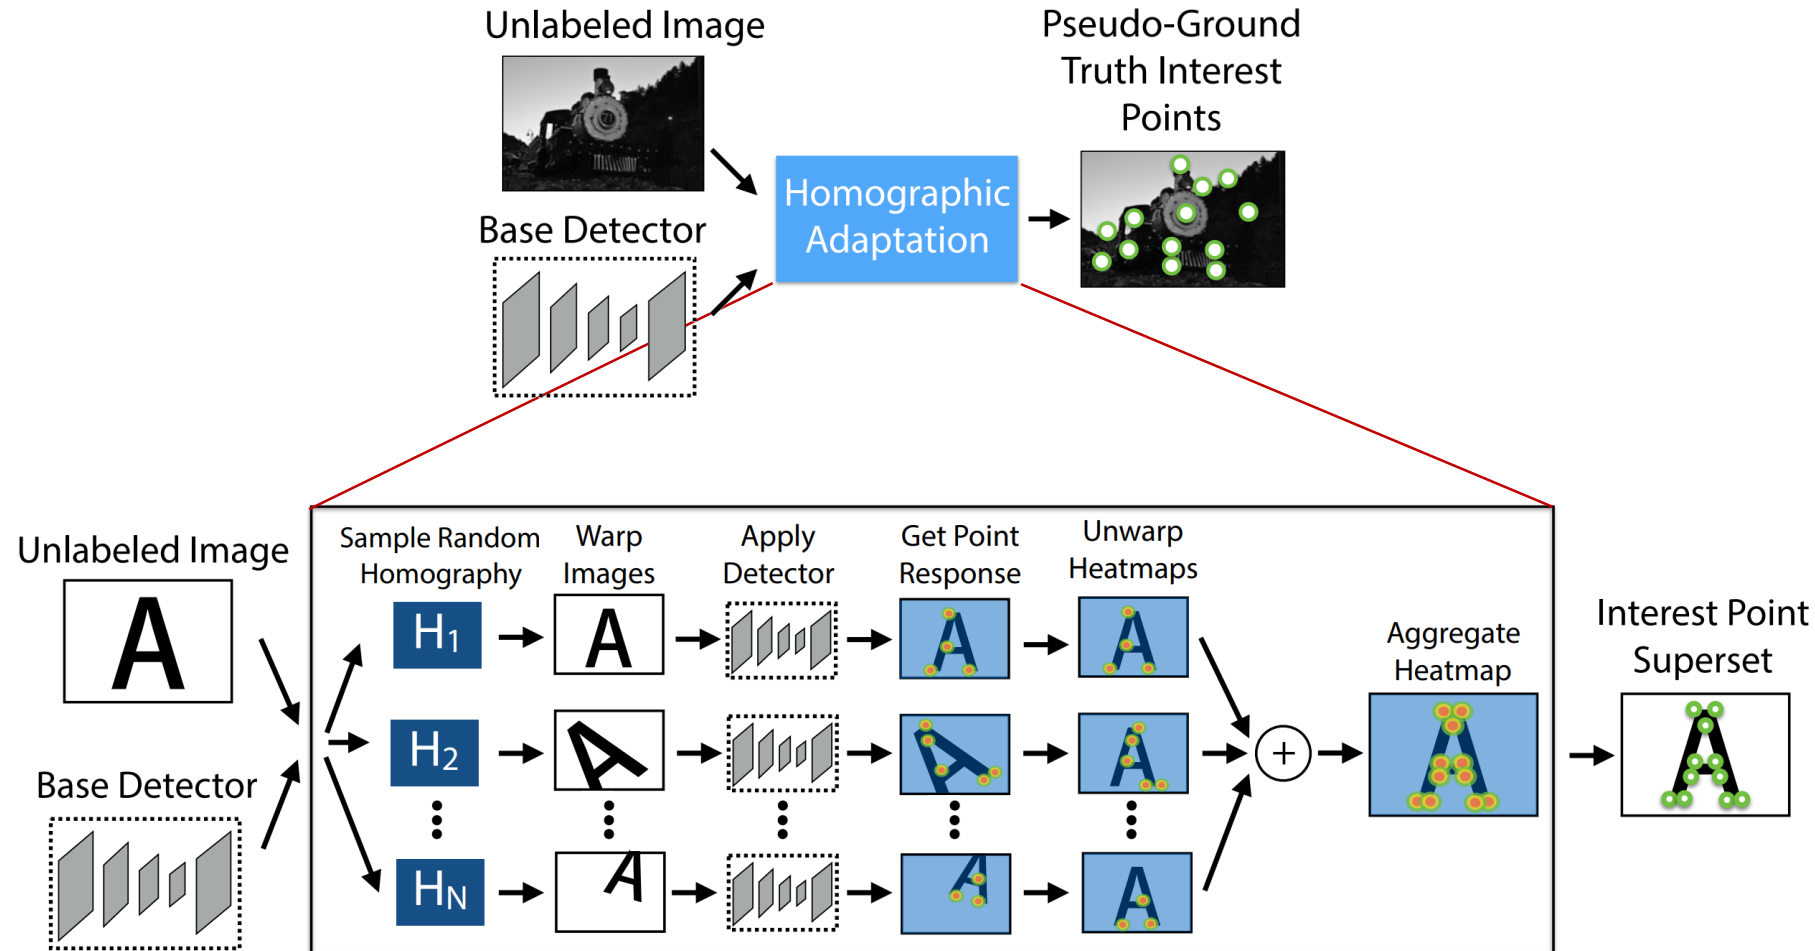 Unlabeled Image
Pseudo-Ground
Truth Interest
Points
71
Homographic
Adaptation
Base Detector
Unlabeled Image
A
Base Detector
Sample Random
Homography
Warp
Images
Apply
Detector
Get Point
Response
Unwarp
Heatmaps
H1
A
A
A
H2
A
A
A
HN
A
A
A
+
Aggregate
Heatmap
A
Interest Point
Superset
A